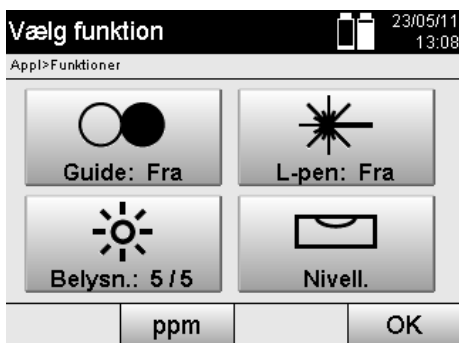 Vælg funktion
23/05/11
13:08
Appl>Funktioner
Guide: Fra
L-pen: Fra
Belysn.: 5/5
Nivell.
ppm
OK